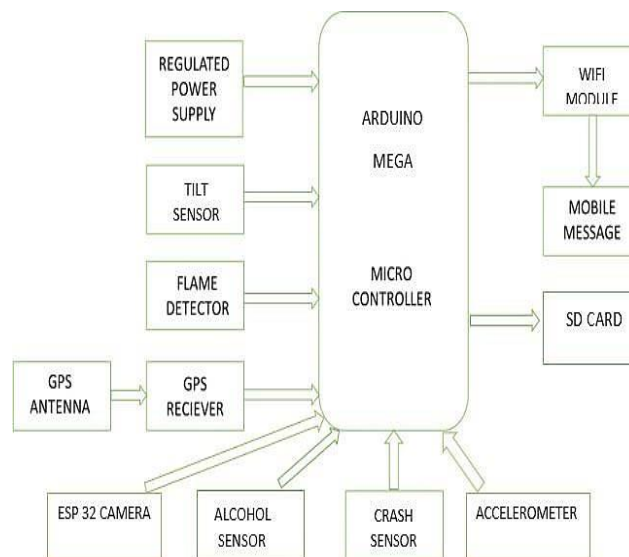 REGULATED
POWER
SUPPLY
ARDUINO
MEGA
MICRO
CONTROLLER
WIFI
MODULE
TILT
SENSOR
MOBILE
MESSAGE
FLAME
DETECTOR
SD CARD
GPS
ANTENNA
GPS
RECIEVER
ESP 32 CAMERA
ALCOHOL
SENSOR
CRASH
SENSOR
ACCELEROMETER